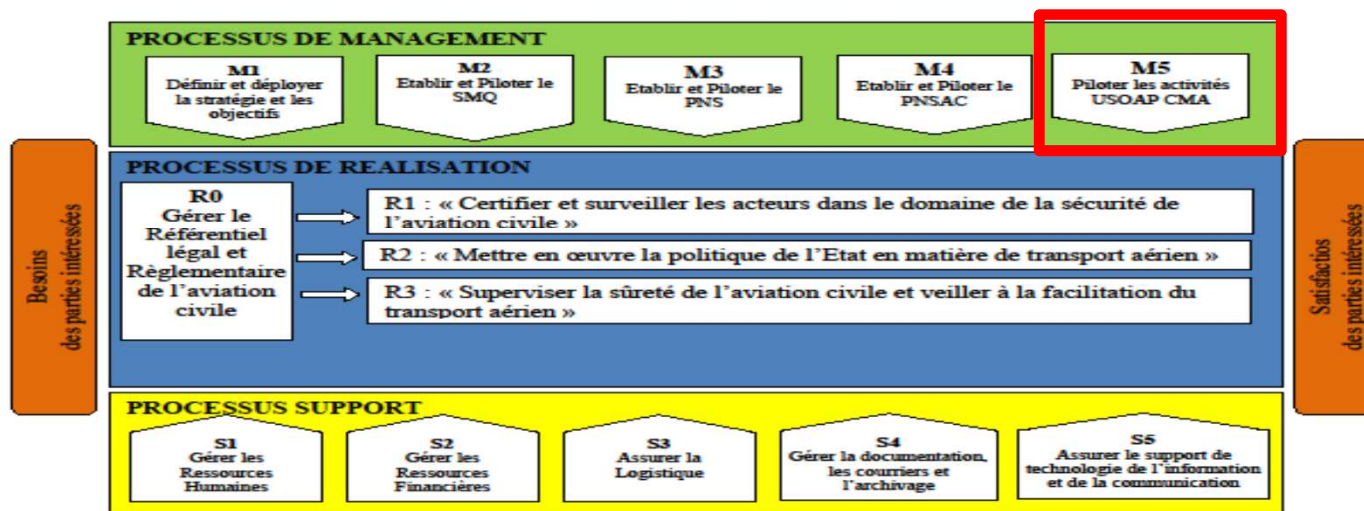 PROCESSUS DE MANAGEMENT
M1
Définir et déployer
la stratégie et les
objectifs
M2
Etablir et Piloter le
SMQ
M3
Etablir et Piloter le
PNS
M4
Etablir et Piloter le
PNSAC
M5
Piloter les activités
USOAP CMA
Besoins
des parties intéressées
PROCESSUS DE REALISATION
R0
Gérer le
Référentiel
légal et
Règlementaire
de l'aviation
civile
R1 : « Certifier et surveiller les acteurs dans le domaine de la sécurité de
l'aviation civile »
R2 : « Mettre en œuvre la politique de l'Etat en matière de transport aérien »
R3 : « Superviser la sûreté de l'aviation civile et veiller à la facilitation du
transport aérien »
Satisfactios
des parties intéressées
PROCESSUS SUPPORT
S1
Gérer les
Ressources
Humaines
S2
Gérer les
Ressources
Financières
S3
Assurer la
Logistique
S4
Gérer la documentation,
les courriers et
l'archivage
S5
Assurer le support de
technologie de l'information
et de la communication